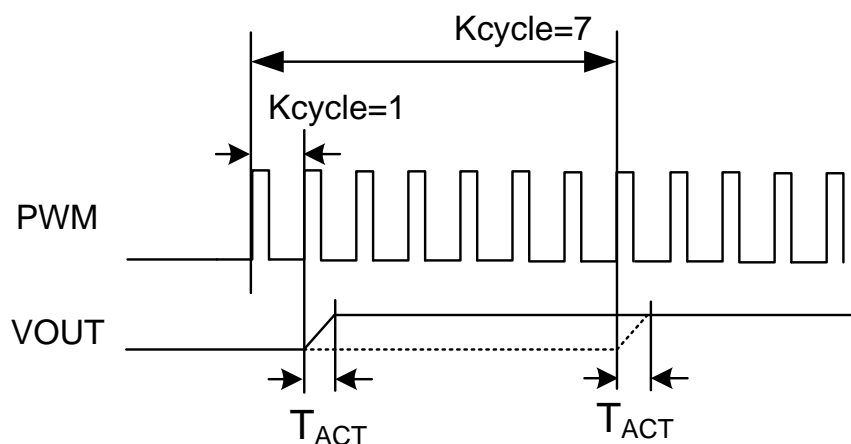 Kcycle=7
Kcycle=1
PWM
VOUT
TACT
TACT